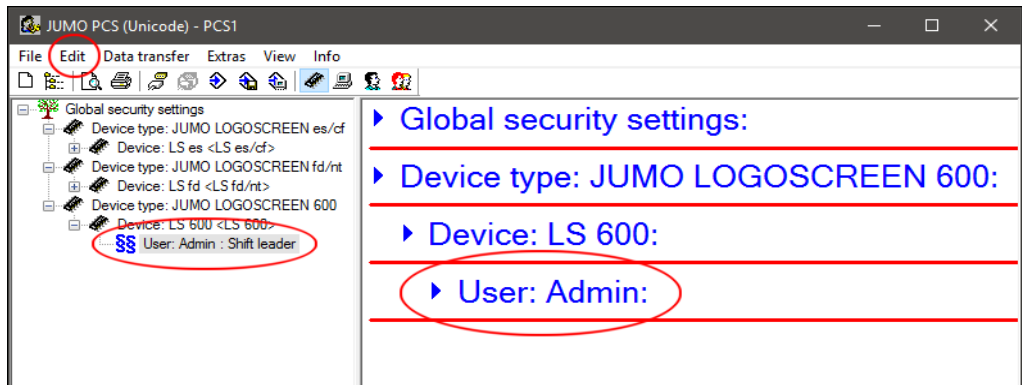 JUMO PCS (Unicode) - PCS1
File Edit Data transfer Extras View Info
Global security settings
Device type: JUMO LOGOSCREEN es/cf
Device: LS es <LS es/cf>
Device type: JUMO LOGOSCREEN fd/nt
Device: LS fd <LS fd/nt>
Device type: JUMO LOGOSCREEN 600
Device: LS 600 <LS 600>
§§ User: Admin : Shift leader
Global security settings:
Device type: JUMO LOGOSCREEN 600:
Device: LS 600:
User: Admin: